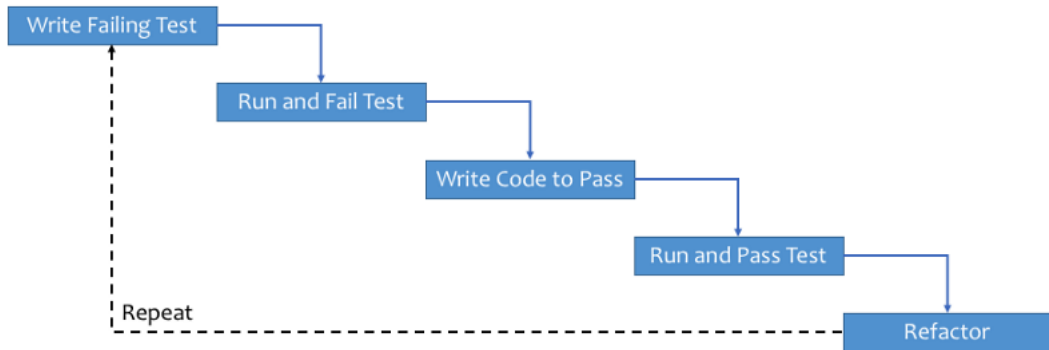 Write Failing Test
Run and Fail Test
Write Code to Pass
Run and Pass Test
Repeat
Refactor